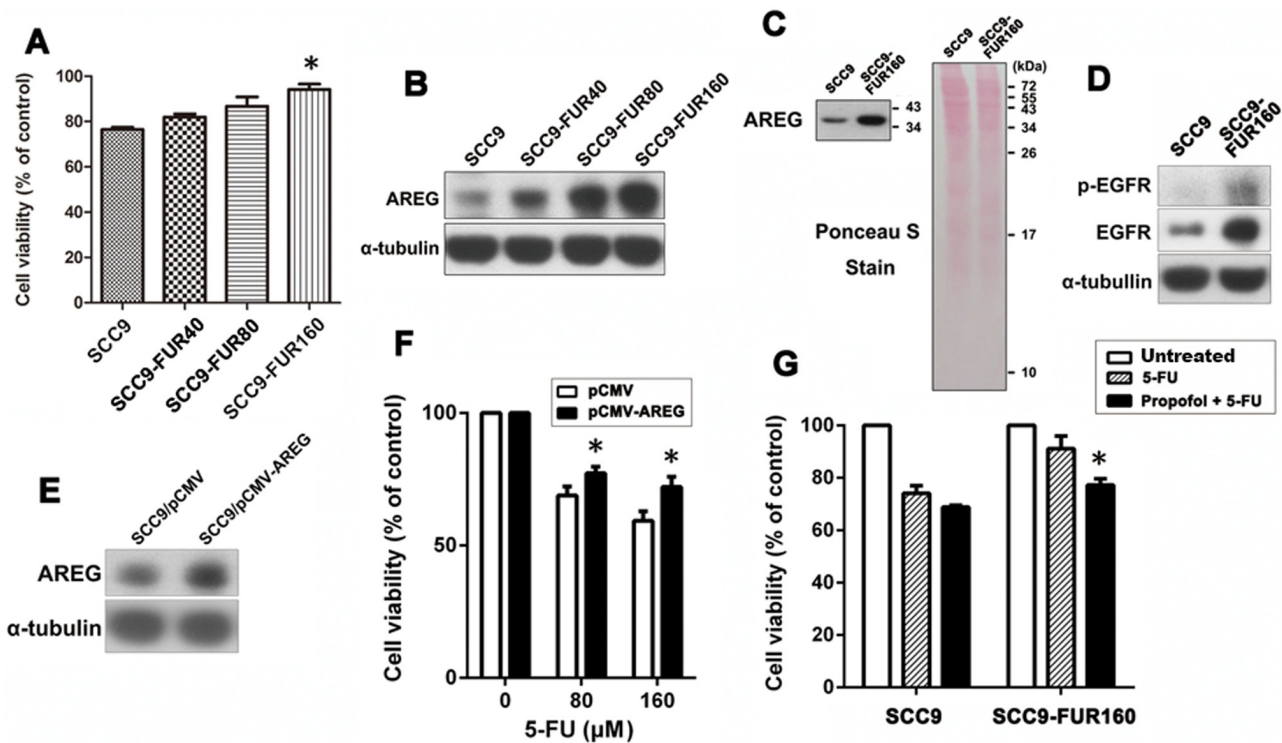 A
*
Cell viability (% of control)
100
80
60
40
20
0
SCC9
SCC9-FUR40
SCC9-FUR80
SCC9-FUR160
B
SCC9
SCC9-FUR40
SCC9-FUR80
SCC9-FUR160
AREG
α-tubulin
C
SCC9
SCC9-
FUR160
AREG
43
34
SCC9
SCC9-
FUR160
(kDa)
72
55
43
34
26
17
10
Ponceau S
Stain
D
SCC9
SCC9-
FUR160
p-EGFR
EGFR
α-tubullin
E
SCC9/pCMV
SCC9/pCMV-AREG
AREG
α-tubulin
F
pCMV
pCMV-AREG
Cell viability (% of control)
100
50
0
* *
0 80 160
5-FU (µM)
G
Untreated
5-FU
Propofol + 5-FU
Cell viability (% of control)
100
80
60
40
20
0
*
SCC9 SCC9-FUR160